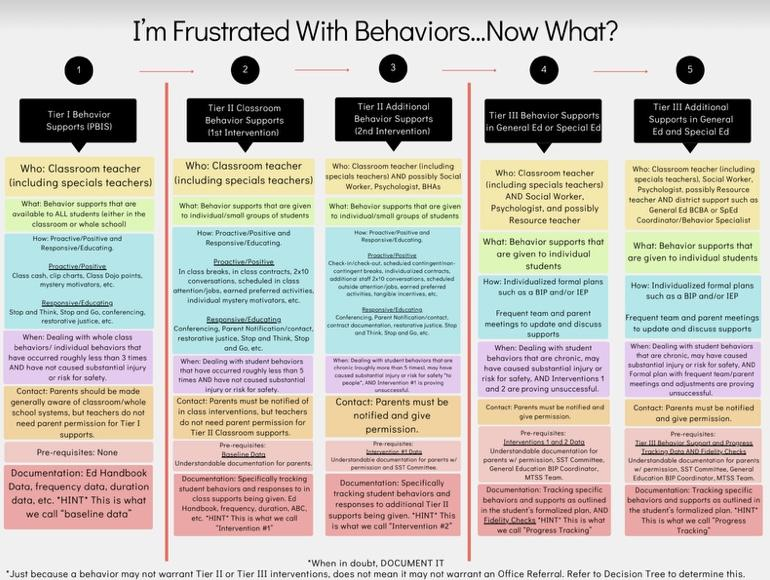 I'm Frustrated With Behaviors...Now What?
1
2
3
4
5
Tier I Behavior
Supports (PBIS)
Who: Classroom teacher
(including specials teachers)
What: Behavior supports that are
available to ALL students (either in the
classroom or whole school)
How: Proactive/Positive and
Responsive/Educating.
Proactive/Positive
Class cash, clip charts, Class Dojo points,
mystery motivators, etc.
Responsive/Educating
Stop and Think, Stop and Go, conferencing,
restorative justice, etc.
When: Dealing with whole class
behaviors/ individual behaviors that
have occurred roughly less than 3 times
AND have not caused substantial injury
or risk for safety.
Contact: Parents should be made
generally aware of classroom/whole
school systems, but teachers do not
need parent permission for Tier I
supports.
Pre-requisites: None
Documentation: Ed Handbook
Data, frequency data, duration
data, etc. *HINT* This is what
we call "baseline data"
Tier II Classroom
Behavior Supports
(1st Intervention)
Who: Classroom teacher
(including specials teachers)
What: Behavior supports that are given
to individual/small groups of students
How: Proactive/Positive and
Responsive/Educating.
Proactive/Positive
In class breaks, in class contracts, 2x10
conversations, scheduled in class
attention/jobs, earned preferred activities,
individual mystery motivators, etc.
Responsive/Educating
Conferencing, Parent Notification/contact,
restorative justice, Stop and Think, Stop
and Go, etc.
When: Dealing with student behaviors
that have occurred roughly less than 5
times AND have not caused substantial
injury or risk for safety.
Contact: Parents must be notified of
in class interventions, but teachers
do not need parent permission for
Tier II Classroom supports.
Pre-requisites:
Baseline Data
Understandable documentation for parents.
Documentation: Specifically tracking
student behaviors and responses to in
class supports being given. Ed
Handbook, frequency, duration, ABC,
etc. *HINT* This is what we call
"Intervention #1"
Tier II Additional
Behavior Supports
(2nd Intervention)
Who: Classroom teacher (including
specials teachers) AND possibly Social
Worker, Psychologist, BHAs
What: Behavior supports that are given
to individual/small groups of students
How: Proactive/Positive and
Responsive/Educating.
Proactive/Positive
Check-in/check-out, scheduled contingent/non-
contingent breaks, individualized contracts,
additional staff 2x10 conversations, scheduled
outside attention/jobs, earned preferred
activities, tangible incentives, etc.
Responsive/Educating
Conferencing, Parent Notification/contact,
contract documentation, restorative justice, Stop
and Think, Stop and Go, etc.
When: Dealing with student behaviors that are
chronic (roughly more than 5 times), may have
caused substantial injury or risk for safety "to
people", AND Intervention #1 is proving
unsuccessful.
Contact: Parents must be
notified and give
permission.
Pre-requisites:
Intervention #1 Data
Understandable documentation for parents w/
permission and SST Committee.
Documentation: Specifically
tracking student behaviors and
responses to additional Tier II
supports being given. *HINT* This
is what we call "Intervention #2"
Tier III Behavior Supports
in General Ed or Special Ed
Who: Classroom teacher
(including specials teachers)
AND Social Worker,
Psychologist, and possibly
Resource teacher
What: Behavior supports that
are given to individual
students
How: Individualized formal plans
such as a BIP and/or IEP
Frequent team and parent
meetings to update and discuss
supports
When: Dealing with student
behaviors that are chronic, may
have caused substantial injury or
risk for safety, AND Interventions 1
and 2 are proving unsuccessful.
Contact: Parents must be notified and
give permission.
Pre-requisites:
Interventions 1 and 2 Data
Understandable documentation for
parents w/ permission, SST Committee,
General Education BIP Coordinator,
MTSS Team.
Documentation: Tracking specific
behaviors and supports as outlined
in the student's formalized plan, AND
Fidelity Checks *HINT* This is what
we call "Progress Tracking"
Tier III Additional
Supports in General
Ed and Special Ed
Who: Classroom teacher (including
specials teachers), Social Worker,
Psychologist, possibly Resource
teacher AND district support such as
General Ed BCBA or SpEd
Coordinator/Behavior Specialist
What: Behavior supports that
are given to individual students
How: Individualized formal plans
such as a BIP and/or IEP
Frequent team and parent meetings
to update and discuss supports
When: Dealing with student behaviors
that are chronic, may have caused
substantial injury or risk for safety, AND
Formal plan with frequent team/parent
meetings and adjustments are proving
unsuccessful.
Contact: Parents must be notified
and give permission.
Pre-requisites:
Tier III Behavior Support and Progress
Tracking Data AND Fidelity Checks
Understandable documentation for parents
w/ permission, SST Committee, General
Education BIP Coordinator, MTSS Team.
Documentation: Tracking specific
behaviors and supports as outlined in
the student's formalized plan. *HINT*
This is what we call "Progress
Tracking"
*When in doubt, DOCUMENT IT
*Just because a behavior may not warrant Tier II or Tier III interventions, does not mean it may not warrant an Office Referral. Refer to Decision Tree to determine this.